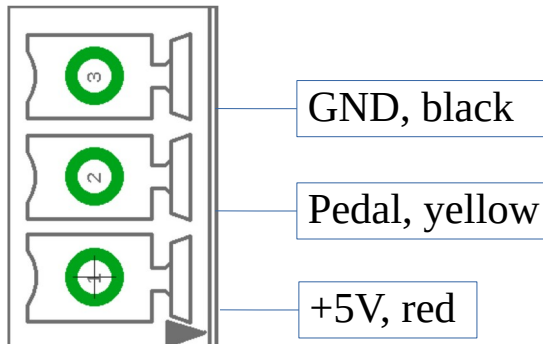 3
GND, black
2
Pedal, yellow
1
+5V, red